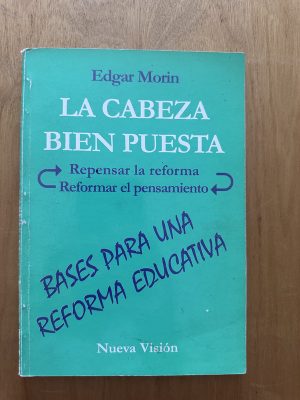 Edgar Morin
LA CABEZA
BIEN PUESTA
Repensar la reforma
Reformar el pensamiento
BASES PARA UNA
REFORMA EDUCATIVA
Nueva Visión